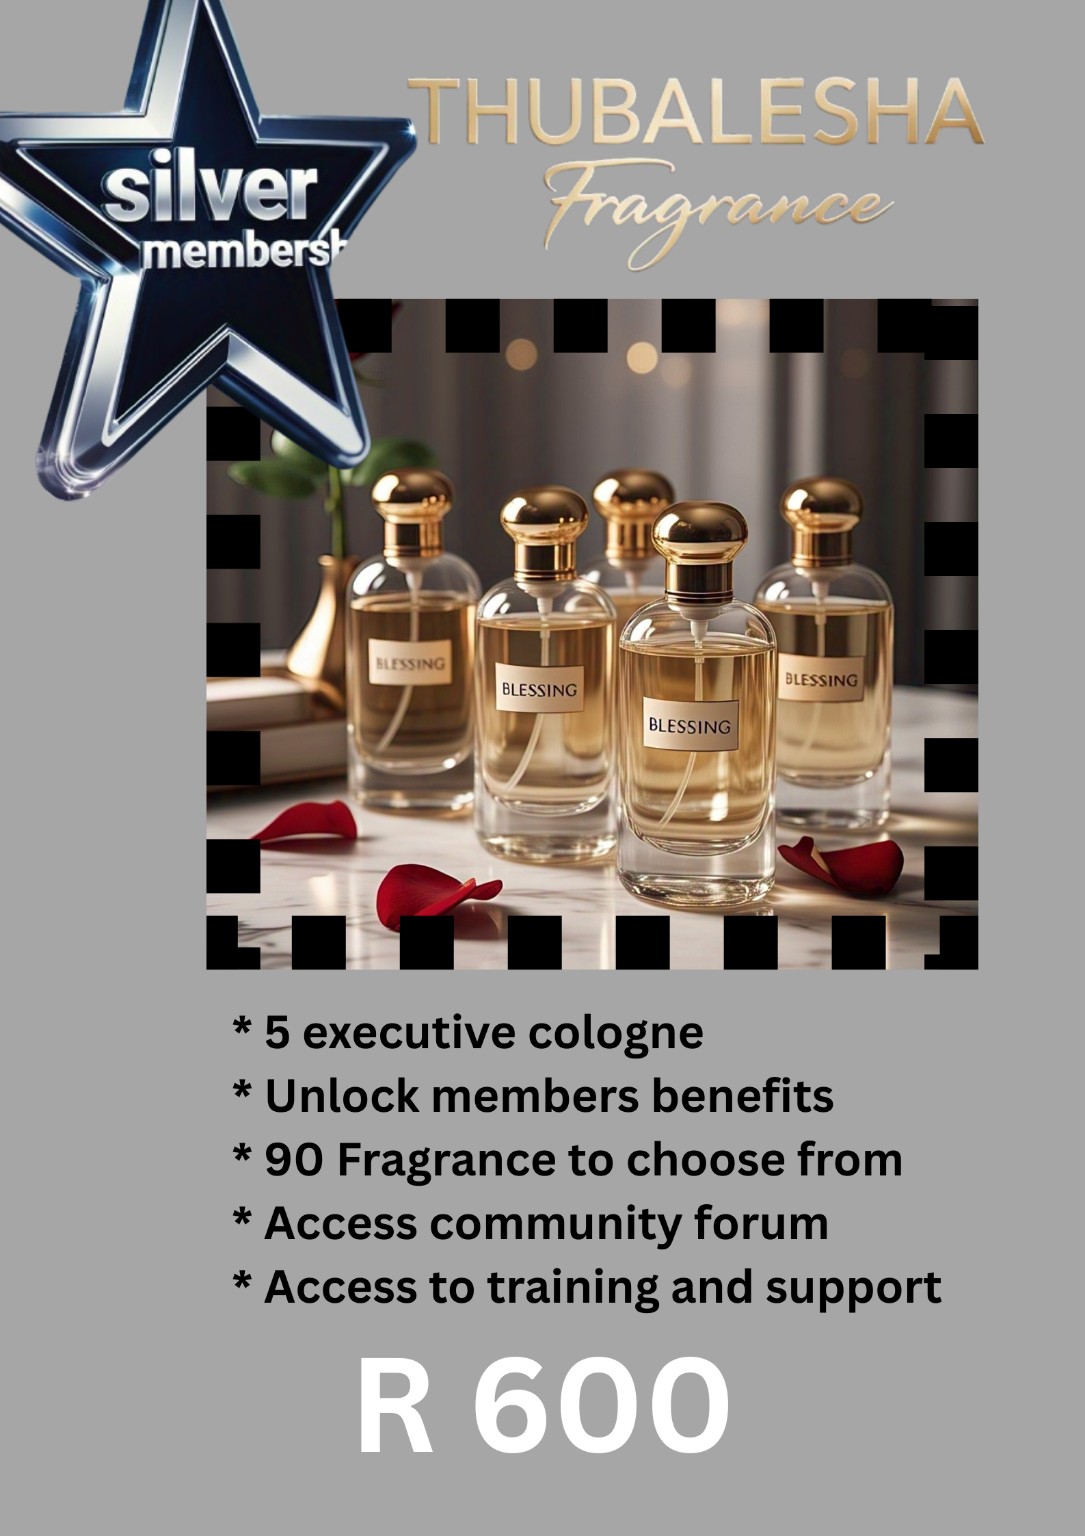 THUBALESHA
Fragrance
silver
membersh
BLESSING
BLESSING
BLESSING
BLESSING
* 5 executive cologne
* Unlock members benefits
* 90 Fragrance to choose from
* Access community forum
* Access to training and support
R 600